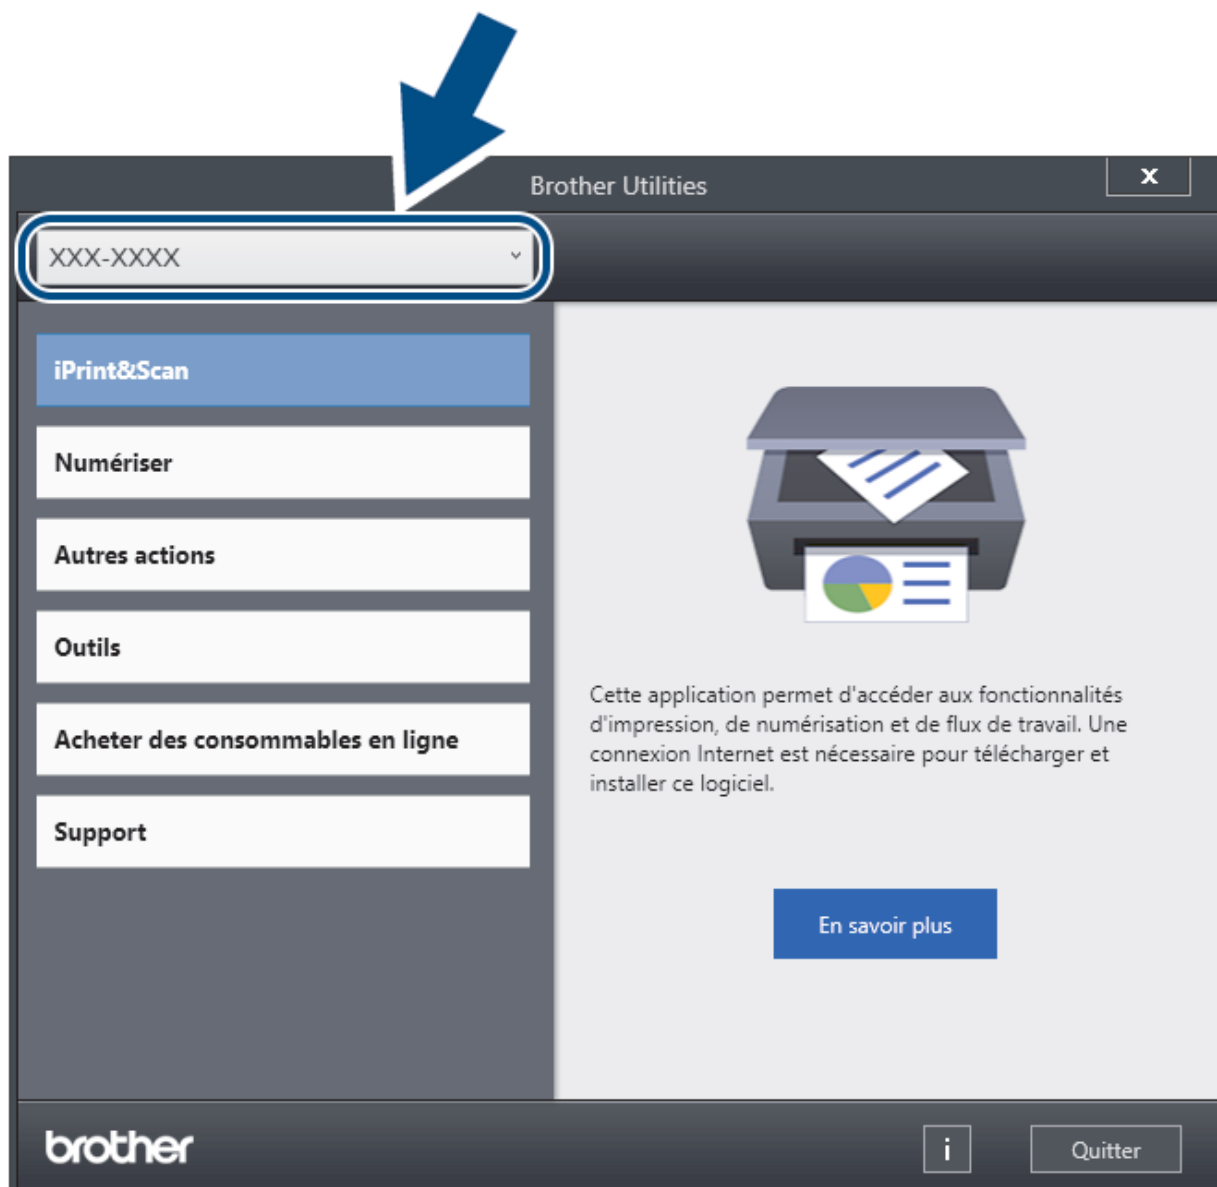 Brother Utilities
x
XXX-XXXX
iPrint&Scan
Numériser
Autres actions
Outils
Acheter des consommables en ligne
Support
Cette application permet d'accéder aux fonctionnalités
d'impression, de numérisation et de flux de travail. Une
connexion Internet est nécessaire pour télécharger et
installer ce logiciel.
En savoir plus
brother
i
Quitter